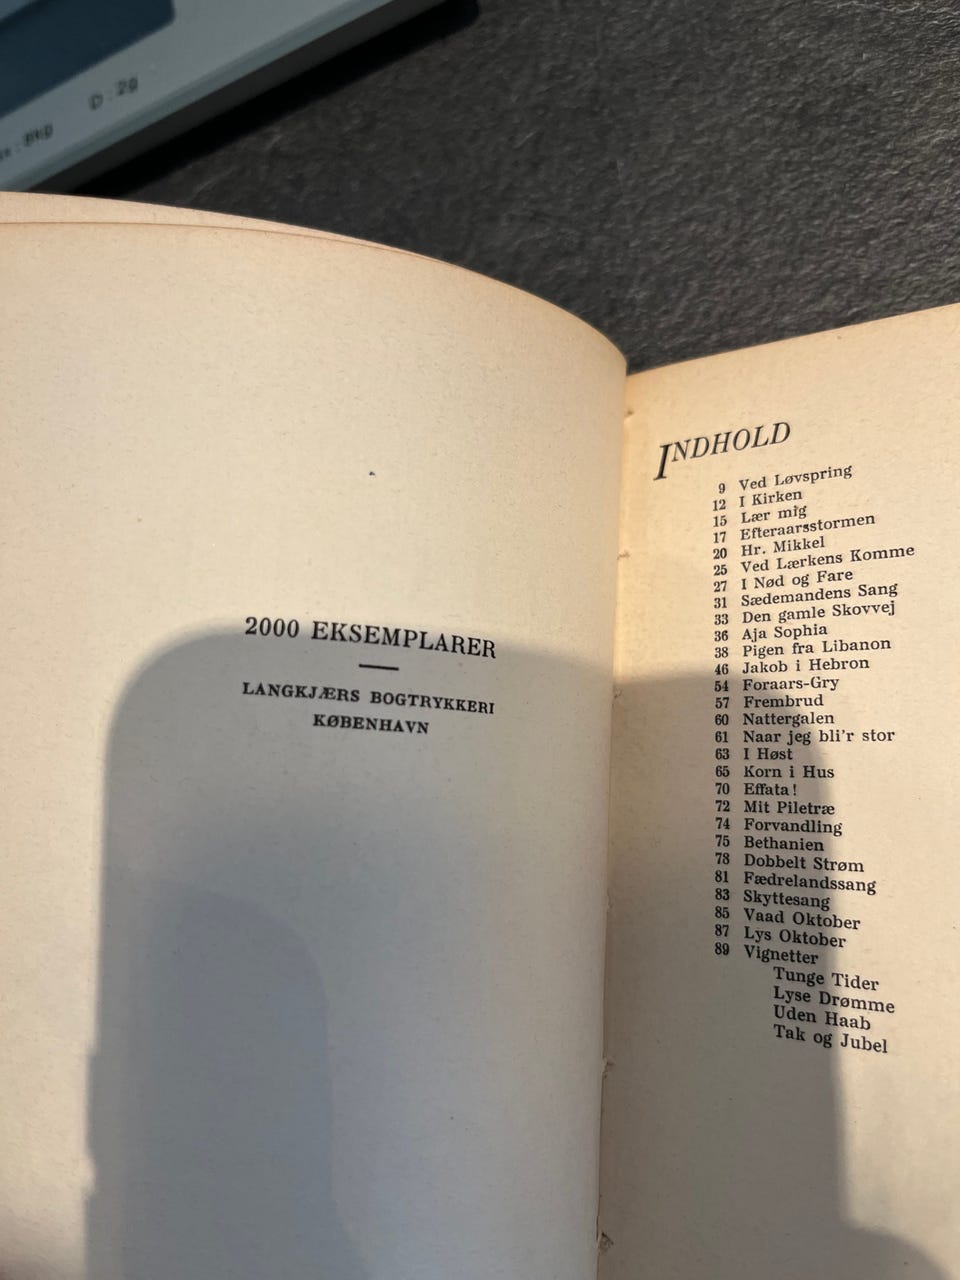 D:20
2000 EKSEMPLARER
LANGKJÆRS BOGTRYKKERI
KØBENHAVN
INDHOLD
9 Ved Løvspring
12 I Kirken
15 Lær mig
17 Efteraarsstormen
20 Hr. Mikkel
25 Ved Lærkens Komme
27 I Nød og Fare
31 Sædemandens Sang
33 Den gamle Skovvej
36 Aja Sophia
38 Pigen fra Libanon
46 Jakob i Hebron
54 Foraars-Gry
57 Frembrud
60 Nattergalen
61 Naar jeg bli'r stor
63 I Høst
65 Korn i Hus
70 Effata!
72 Mit Piletræ
74 Forvandling
75 Bethanien
78 Dobbelt Strøm
81 Fædrelandssang
83 Skyttesang
85 Vaad Oktober
87 Lys Oktober
89 Vignetter
Tunge Tider
Lyse Drømme
Uden Haab
Tak og Jubel